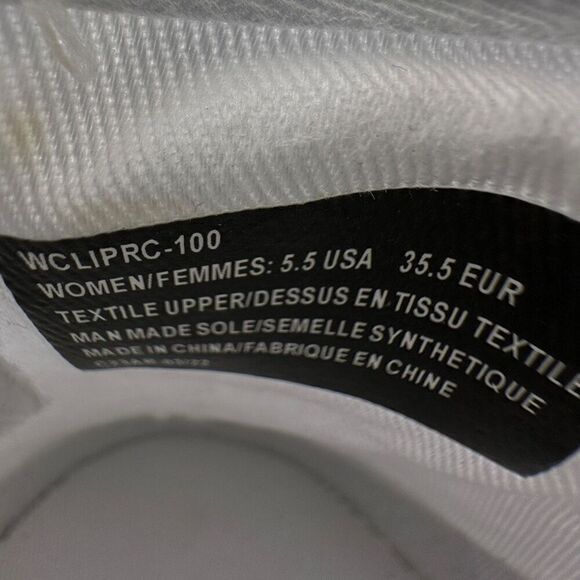 WCLIPRC-100
WOMEN/FEMMES: 5.5 USA 35.5 EUR
TEXTILE UPPER/DESSUS EN TISSU TEXTILE
MAN MADE SOLE/SEMELLE SYNTHETIQUE
MADE IN CHINA/FABRIQUE EN CHINE